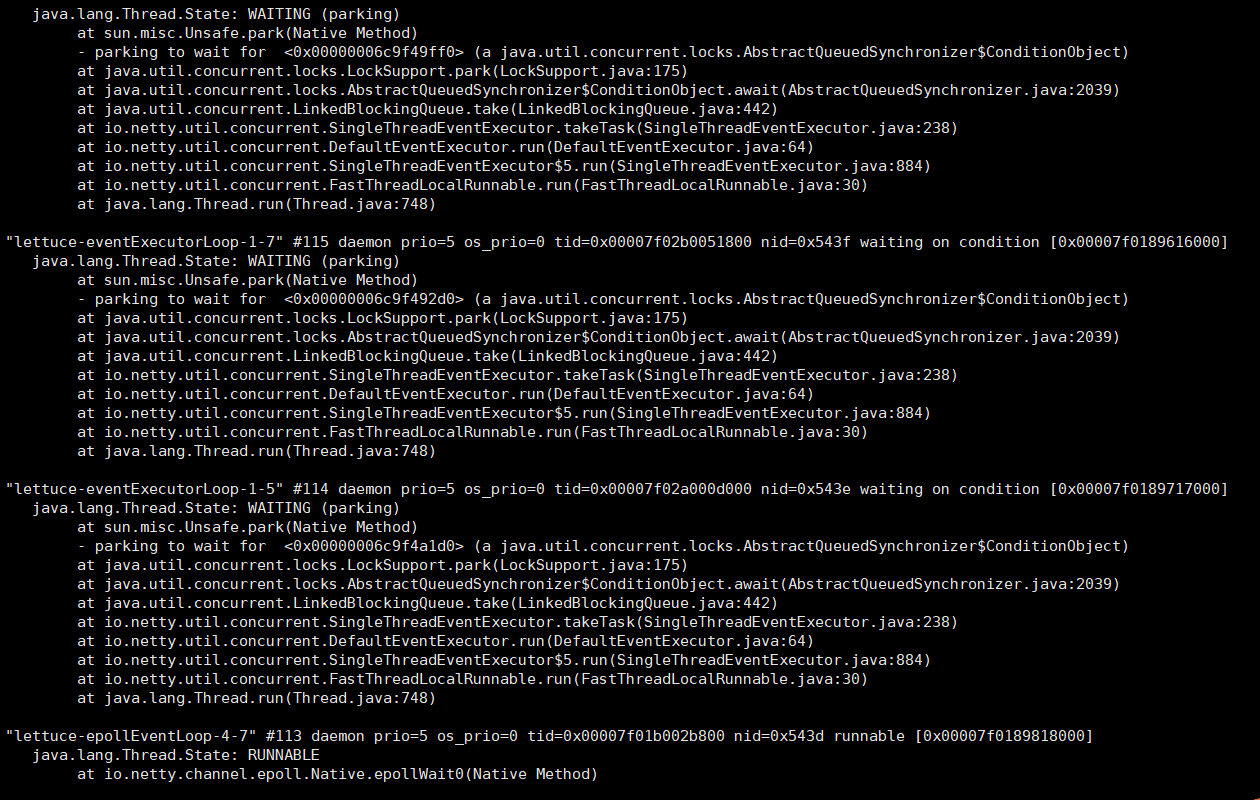 java.lang.Thread.State: WAITING (parking)
at sun.misc.Unsafe.park(Native Method)
- parking to wait for  <0x00000006c9f49ff0> (a java.util.concurrent.locks.AbstractQueuedSynchronizer$ConditionObject)
at java.util.concurrent.locks.LockSupport.park(LockSupport.java:175)
at java.util.concurrent.locks.AbstractQueuedSynchronizer$ConditionObject.await(AbstractQueuedSynchronizer.java:2039)
at java.util.concurrent.LinkedBlockingQueue.take(LinkedBlockingQueue.java:442)
at io.netty.util.concurrent.SingleThreadEventExecutor.takeTask(SingleThreadEventExecutor.java:238)
at io.netty.util.concurrent.DefaultEventExecutor.run(DefaultEventExecutor.java:64)
at io.netty.util.concurrent.SingleThreadEventExecutor$5.run(SingleThreadEventExecutor.java:884)
at io.netty.util.concurrent.FastThreadLocalRunnable.run(FastThreadLocalRunnable.java:30)
at java.lang.Thread.run(Thread.java:748)
"lettuce-eventExecutorLoop-1-7" #115 daemon prio=5 os_prio=0 tid=0x00007f02b0051800 nid=0x543f waiting on condition [0x00007f0189616000]
java.lang.Thread.State: WAITING (parking)
at sun.misc.Unsafe.park(Native Method)
- parking to wait for  <0x00000006c9f492d0> (a java.util.concurrent.locks.AbstractQueuedSynchronizer$ConditionObject)
at java.util.concurrent.locks.LockSupport.park(LockSupport.java:175)
at java.util.concurrent.locks.AbstractQueuedSynchronizer$ConditionObject.await(AbstractQueuedSynchronizer.java:2039)
at java.util.concurrent.LinkedBlockingQueue.take(LinkedBlockingQueue.java:442)
at io.netty.util.concurrent.SingleThreadEventExecutor.takeTask(SingleThreadEventExecutor.java:238)
at io.netty.util.concurrent.DefaultEventExecutor.run(DefaultEventExecutor.java:64)
at io.netty.util.concurrent.SingleThreadEventExecutor$5.run(SingleThreadEventExecutor.java:884)
at io.netty.util.concurrent.FastThreadLocalRunnable.run(FastThreadLocalRunnable.java:30)
at java.lang.Thread.run(Thread.java:748)
"lettuce-eventExecutorLoop-1-5" #114 daemon prio=5 os_prio=0 tid=0x00007f02a000d000 nid=0x543e waiting on condition [0x00007f0189717000]
java.lang.Thread.State: WAITING (parking)
at sun.misc.Unsafe.park(Native Method)
- parking to wait for  <0x00000006c9f4a1d0> (a java.util.concurrent.locks.AbstractQueuedSynchronizer$ConditionObject)
at java.util.concurrent.locks.LockSupport.park(LockSupport.java:175)
at java.util.concurrent.locks.AbstractQueuedSynchronizer$ConditionObject.await(AbstractQueuedSynchronizer.java:2039)
at java.util.concurrent.LinkedBlockingQueue.take(LinkedBlockingQueue.java:442)
at io.netty.util.concurrent.SingleThreadEventExecutor.takeTask(SingleThreadEventExecutor.java:238)
at io.netty.util.concurrent.DefaultEventExecutor.run(DefaultEventExecutor.java:64)
at io.netty.util.concurrent.SingleThreadEventExecutor$5.run(SingleThreadEventExecutor.java:884)
at io.netty.util.concurrent.FastThreadLocalRunnable.run(FastThreadLocalRunnable.java:30)
at java.lang.Thread.run(Thread.java:748)
"lettuce-epollEventLoop-4-7" #113 daemon prio=5 os_prio=0 tid=0x00007f01b002b800 nid=0x543d runnable [0x00007f0189818000]
java.lang.Thread.State: RUNNABLE
at io.netty.channel.epoll.Native.epollWait0(Native Method)